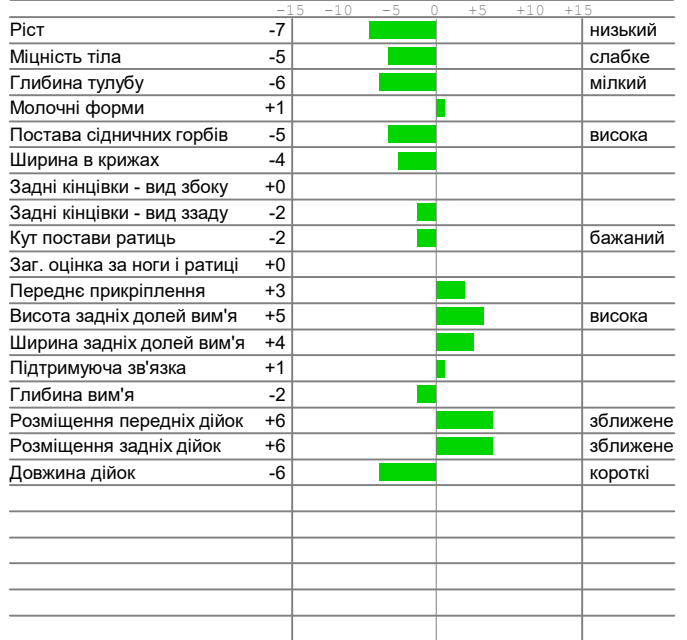 -15 -10 -5 0 +5 +10 +15
Ріст -7 низький
Міцність тіла -5 слабке
Глибина тулубу -6 мілкий
Молочні форми +1
Постава сідничних горбів -5 висока
Ширина в крижах -4
Задні кінцівки - вид збоку +0
Задні кінцівки - вид ззаду -2
Кут постави ратиць -2 бажаний
Заг. оцінка за ноги і ратиці +0
Переднє прикріплення +3
Висота задніх долей вим'я +5 висока
Ширина задніх долей вим'я +4
Підтримуюча зв'язка +1
Глибина вим'я -2
Розміщення передніх дійок +6 зближене
Розміщення задніх дійок +6 зближене
Довжина дійок -6 короткі